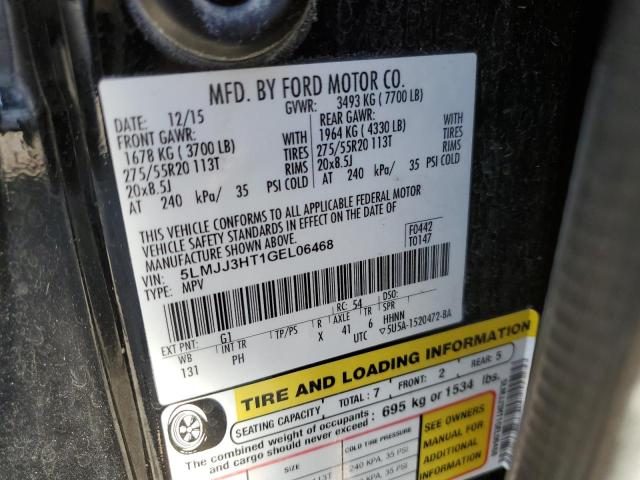 MFD. BY FORD MOTOR CO.
DATE: 12/15 GVWR: 3493 KG ( 7700 LB)
FRONT GAWR: WITH REAR GAWR: WITH
1678 KG ( 3700 LB) TIRES 1964 KG ( 4330 LB) TIRES
275/55R20 113T RIMS 275/55R20 113T RIMS
20x8.5J 20x8.5J
AT 240 kPa/ 35 PSI COLD AT 240 kPa/ 35 PSI COLD
THIS VEHICLE CONFORMS TO ALL APPLICABLE FEDERAL MOTOR
VEHICLE SAFETY STANDARDS IN EFFECT ON THE DATE OF
MANUFACTURE SHOWN ABOVE.
VIN: 5LMJJ3HT1GEL06468 F0442
TYPE: MPV T0147
EXT PNT: G1 RC: 54 DSO:
WB INT TR TP/PS R AXLE TR SPR
131 PH X 41 6 HHNN
UTC ▽5U5A-1520472-BA
TIRE AND LOADING INFORMATION
SEATING CAPACITY TOTAL: 7 FRONT: 2 REAR: 5
The combined weight of occupants and cargo should never exceed: 695 kg or 1534 lbs.
SIZE COLD TIRE PRESSURE SEE OWNERS
240 KPA, 35 PSI MANUAL FOR
ADDITIONAL
INFORMATION